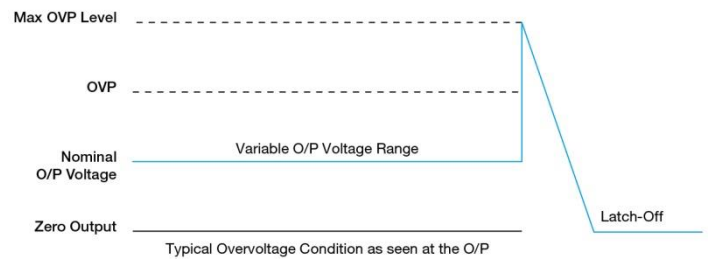 Max OVP Level
OVP
Variable O/P Voltage Range
Nominal
O/P Voltage
Zero Output
Latch-Off
Typical Overvoltage Condition as seen at the O/P